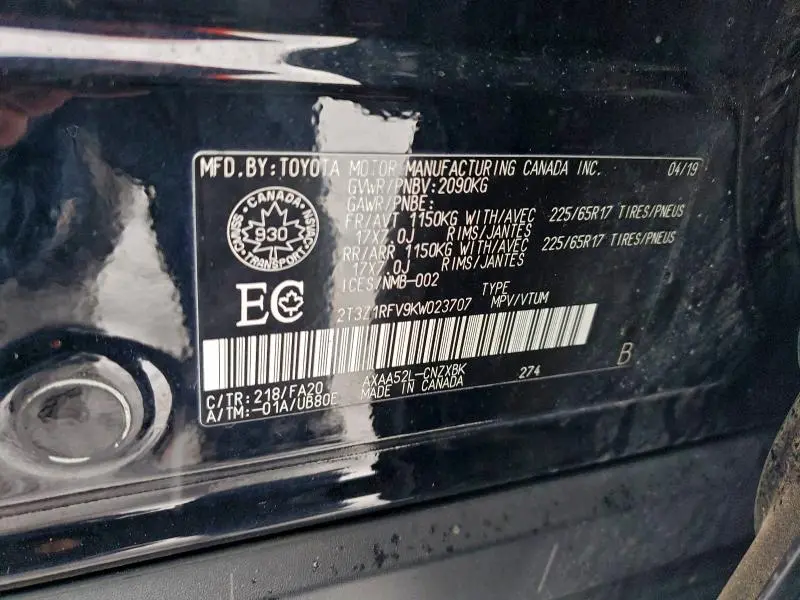 MFD.BY:TOYOTA MOTOR MANUFACTURING CANADA INC. 04/19
GVWR/PNBV:2090KG
GAWR/PNBE:
FR/AVT 1150KG WITH/AVEC 225/65R17 TIRES/PNEUS
17X7.0J RIMS/JANTES
RR/ARR 1150KG WITH/AVEC 225/65R17 TIRES/PNEUS
17X7.0J RIMS/JANTES
ICES/NMB-002
CANADA
930
TRANSPORT
EC
TYPE
2T3Z1RFV9KW023707 MPV/VTUM
B
C/TR:218/FA20 AXAA52L-CNZXBK 274
A/TM:-01A/UB80E MADE IN CANADA